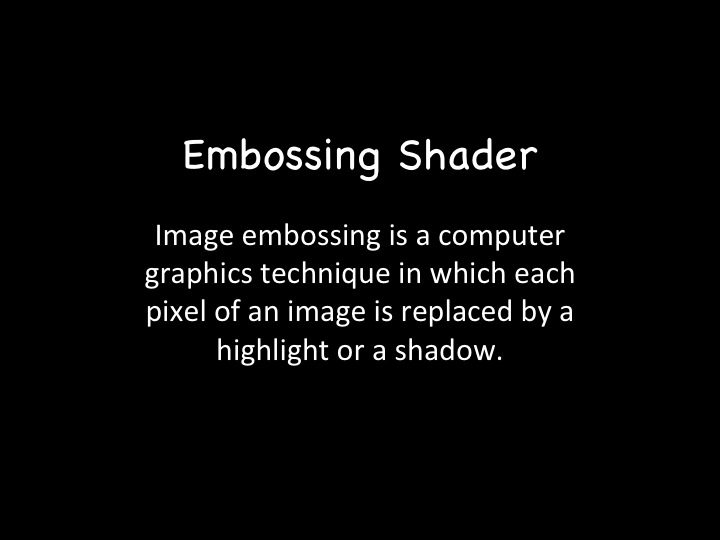 Embossing Shader
Image embossing is a computer
graphics technique in which each
pixel of an image is replaced by a
highlight or a shadow.